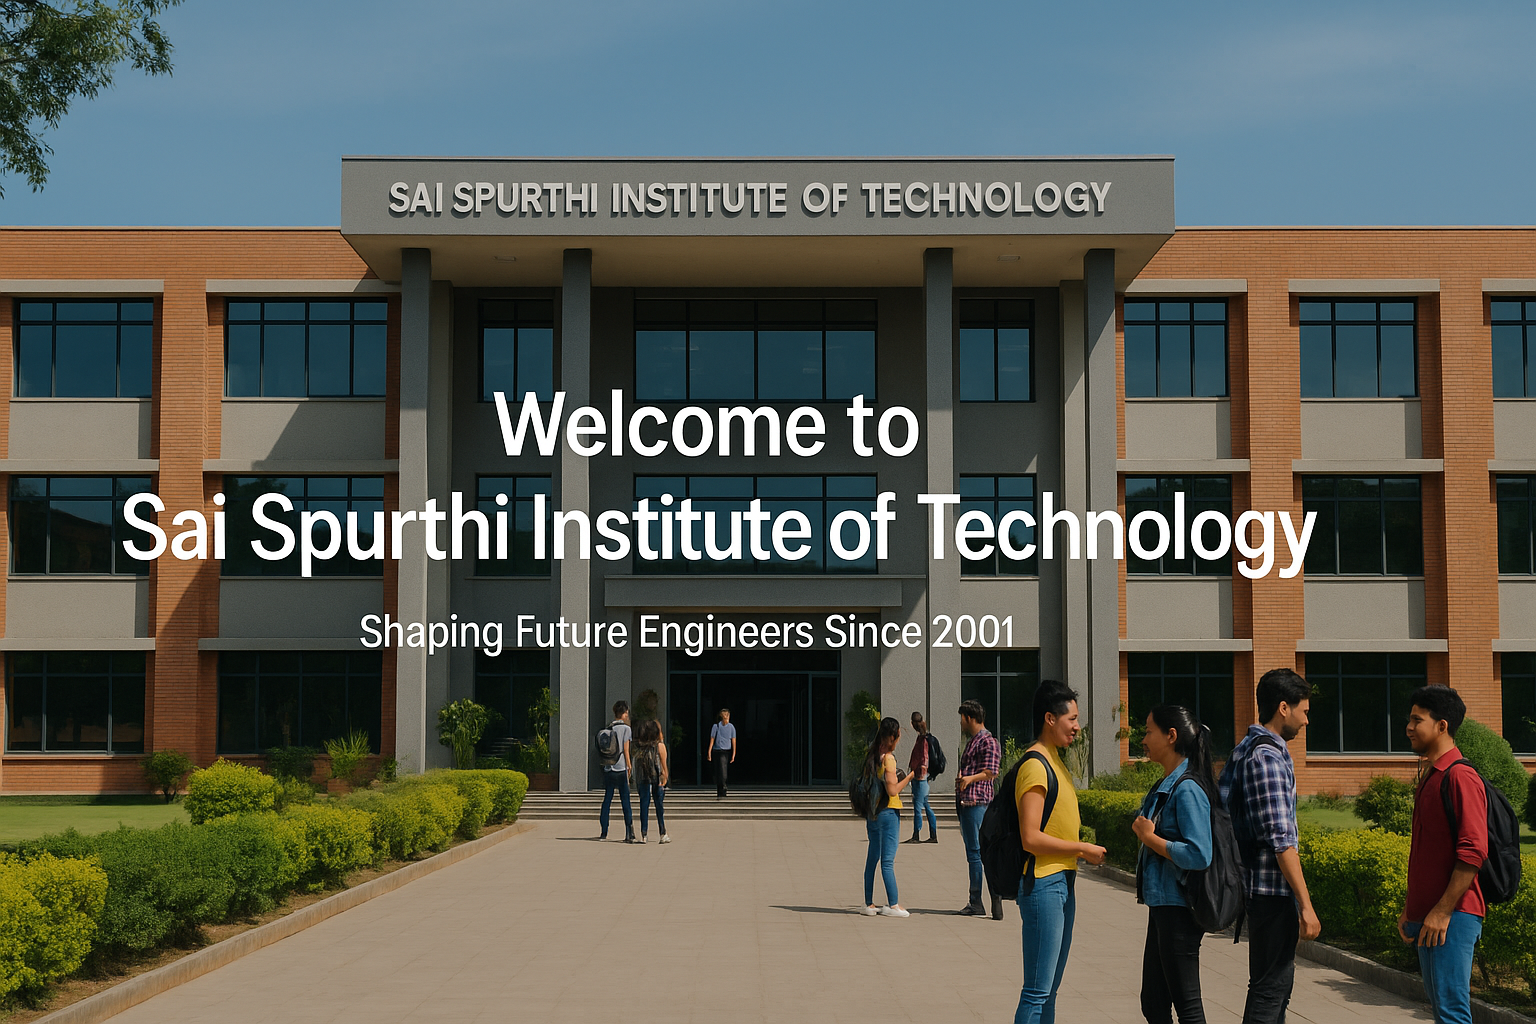 SAI SPURTHI INSTITUTE OF TECHNOLOGY
Welcome to
Sai Spurthi Institute of Technology
Shaping Future Engineers Since 2001